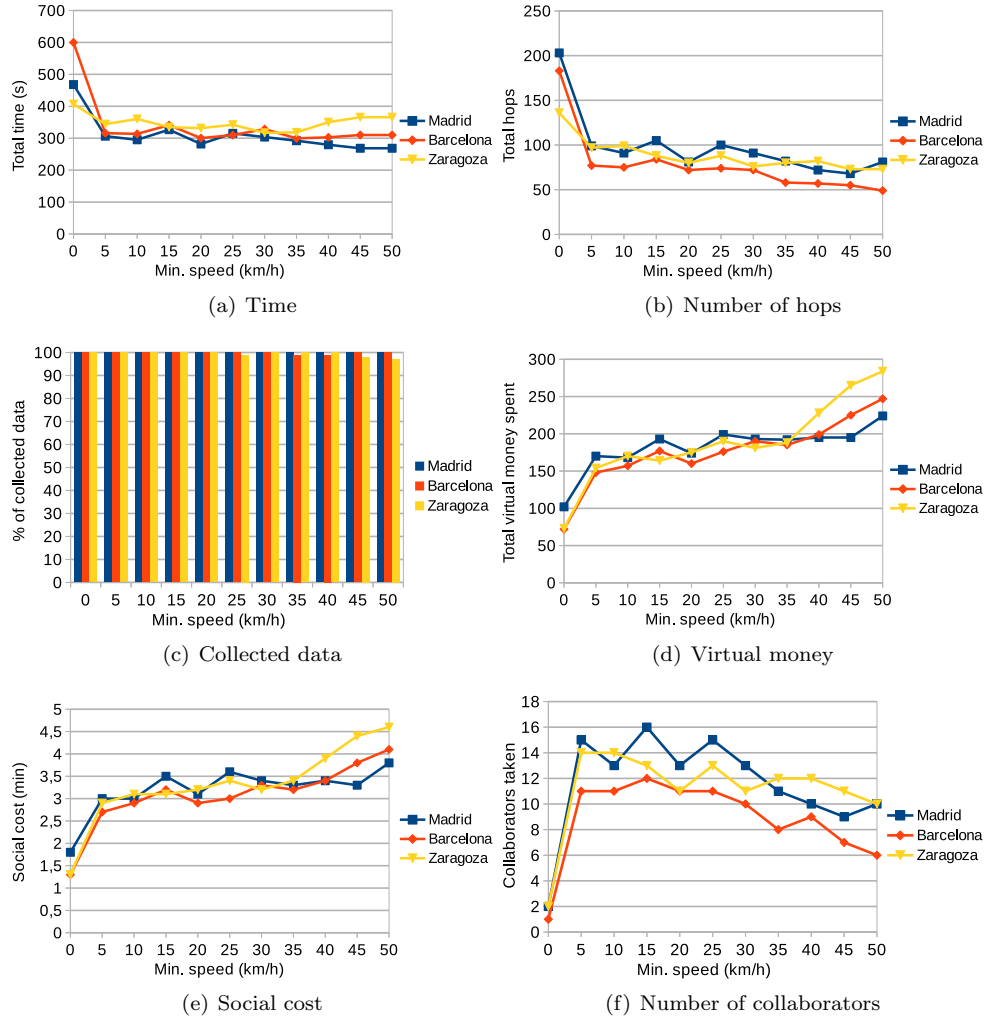 700
600
500
400
300
200
100
0
Total time (s)
0 5 10 15 20 25 30 35 40 45 50
Min. speed (km/h)
Madrid
Barcelona
Zaragoza
(a) Time
250
200
150
100
50
0
Total hops
0 5 10 15 20 25 30 35 40 45 50
Min. speed (km/h)
Madrid
Barcelona
Zaragoza
(b) Number of hops
100
90
80
70
60
50
40
30
20
10
0
% of collected data
0 5 10 15 20 25 30 35 40 45 50
Min. speed (km/h)
Madrid
Barcelona
Zaragoza
(c) Collected data
300
250
200
150
100
50
0
Total virtual money spent
0 5 10 15 20 25 30 35 40 45 50
Min. speed (km/h)
Madrid
Barcelona
Zaragoza
(d) Virtual money
5
4,5
4
3,5
3
2,5
2
1,5
1
0,5
0
Social cost (min)
0 5 10 15 20 25 30 35 40 45 50
Min. speed (km/h)
Madrid
Barcelona
Zaragoza
(e) Social cost
18
16
14
12
10
8
6
4
2
0
Collaborators taken
0 5 10 15 20 25 30 35 40 45 50
Min. speed (km/h)
Madrid
Barcelona
Zaragoza
(f) Number of collaborators